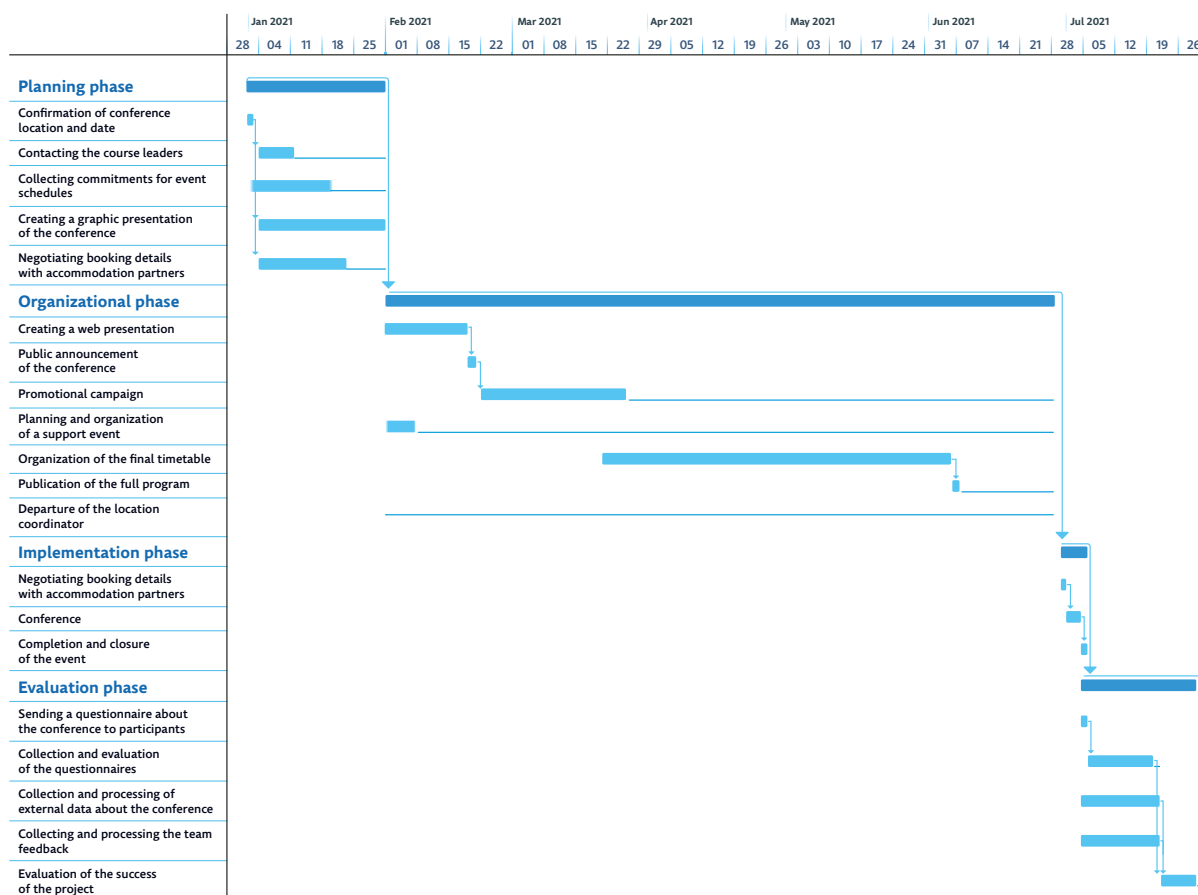 Jan 2021 Feb 2021 Mar 2021 Apr 2021 May 2021 Jun 2021 Jul 2021
28 04 11 18 25 01 08 15 22 01 08 15 22 29 05 12 19 26 03 10 17 24 31 07 14 21 28 05 12 19 26
Planning phase
Confirmation of conference
location and date
Contacting the course leaders
Collecting commitments for event
schedules
Creating a graphic presentation
of the conference
Negotiating booking details
with accommodation partners
Organizational phase
Creating a web presentation
Public announcement
of the conference
Promotional campaign
Planning and organization
of a support event
Organization of the final timetable
Publication of the full program
Departure of the location
coordinator
Implementation phase
Negotiating booking details
with accommodation partners
Conference
Completion and closure
of the event
Evaluation phase
Sending a questionnaire about
the conference to participants
Collection and evaluation
of the questionnaires
Collection and processing of
external data about the conference
Collecting and processing the team
feedback
Evaluation of the success
of the project